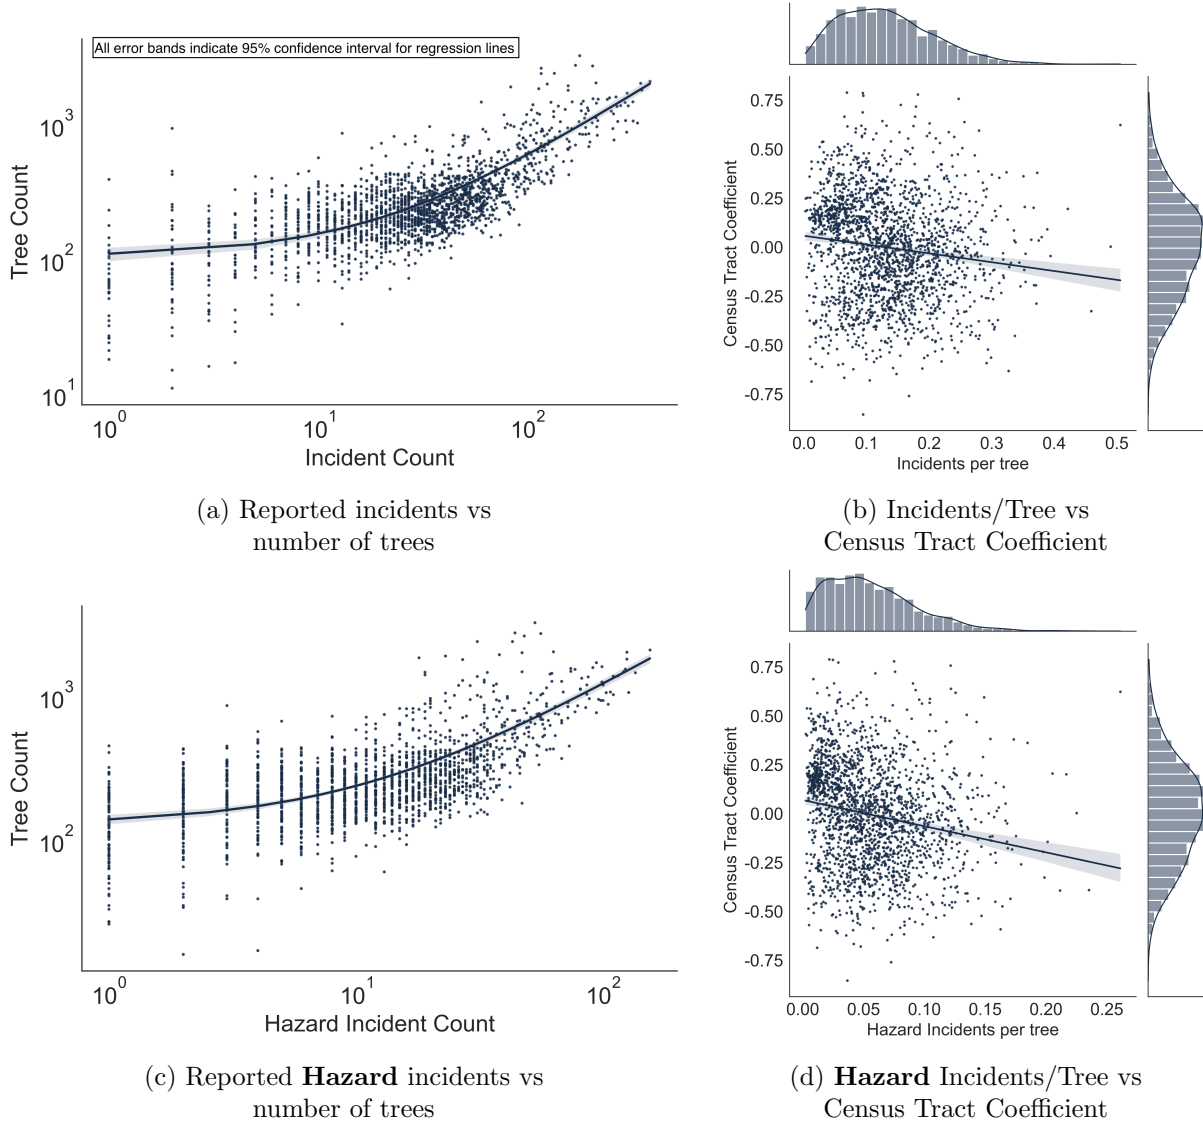 All error bands indicate 95% confidence interval for regression lines
Tree Count
10^3
10^2
10^1
10^0
10^1
10^2
Incident Count
(a) Reported incidents vs
number of trees
Census Tract Coefficient
0.75
0.50
0.25
0.00
-0.25
-0.50
-0.75
0.0 0.1 0.2 0.3 0.4 0.5
Incidents per tree
(b) Incidents/Tree vs
Census Tract Coefficient
Tree Count
10^3
10^2
10^0
10^1
10^2
Hazard Incident Count
(c) Reported Hazard incidents vs
number of trees
Census Tract Coefficient
0.75
0.50
0.25
0.00
-0.25
-0.50
-0.75
0.00 0.05 0.10 0.15 0.20 0.25
Hazard Incidents per tree
(d) Hazard Incidents/Tree vs
Census Tract Coefficient